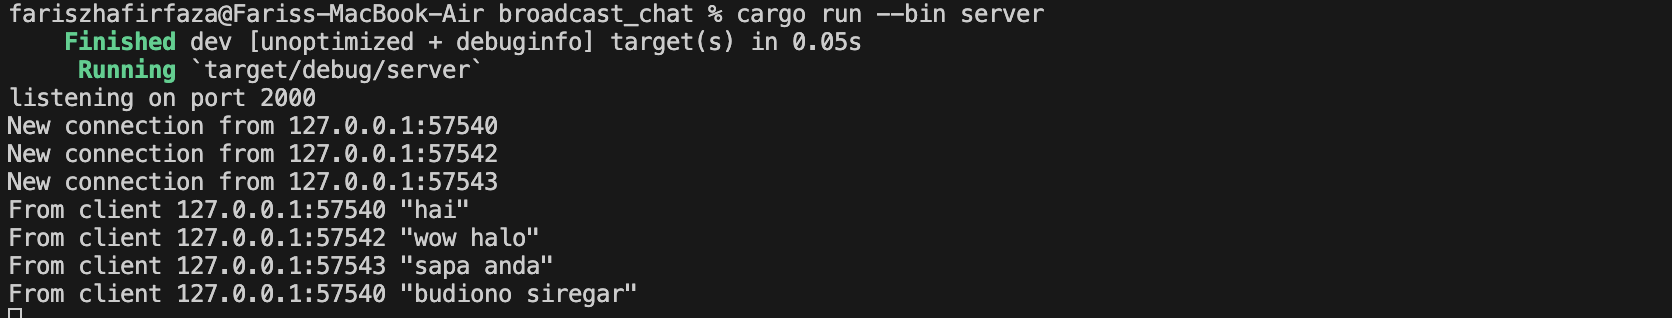 fariszhafirfaza@Fariss-MacBook-Air broadcast_chat % cargo run --bin server
Finished dev [unoptimized + debuginfo] target(s) in 0.05s
Running `target/debug/server`
listening on port 2000
New connection from 127.0.0.1:57540
New connection from 127.0.0.1:57542
New connection from 127.0.0.1:57543
From client 127.0.0.1:57540 "hai"
From client 127.0.0.1:57542 "wow halo"
From client 127.0.0.1:57543 "sapa anda"
From client 127.0.0.1:57540 "budiono siregar"